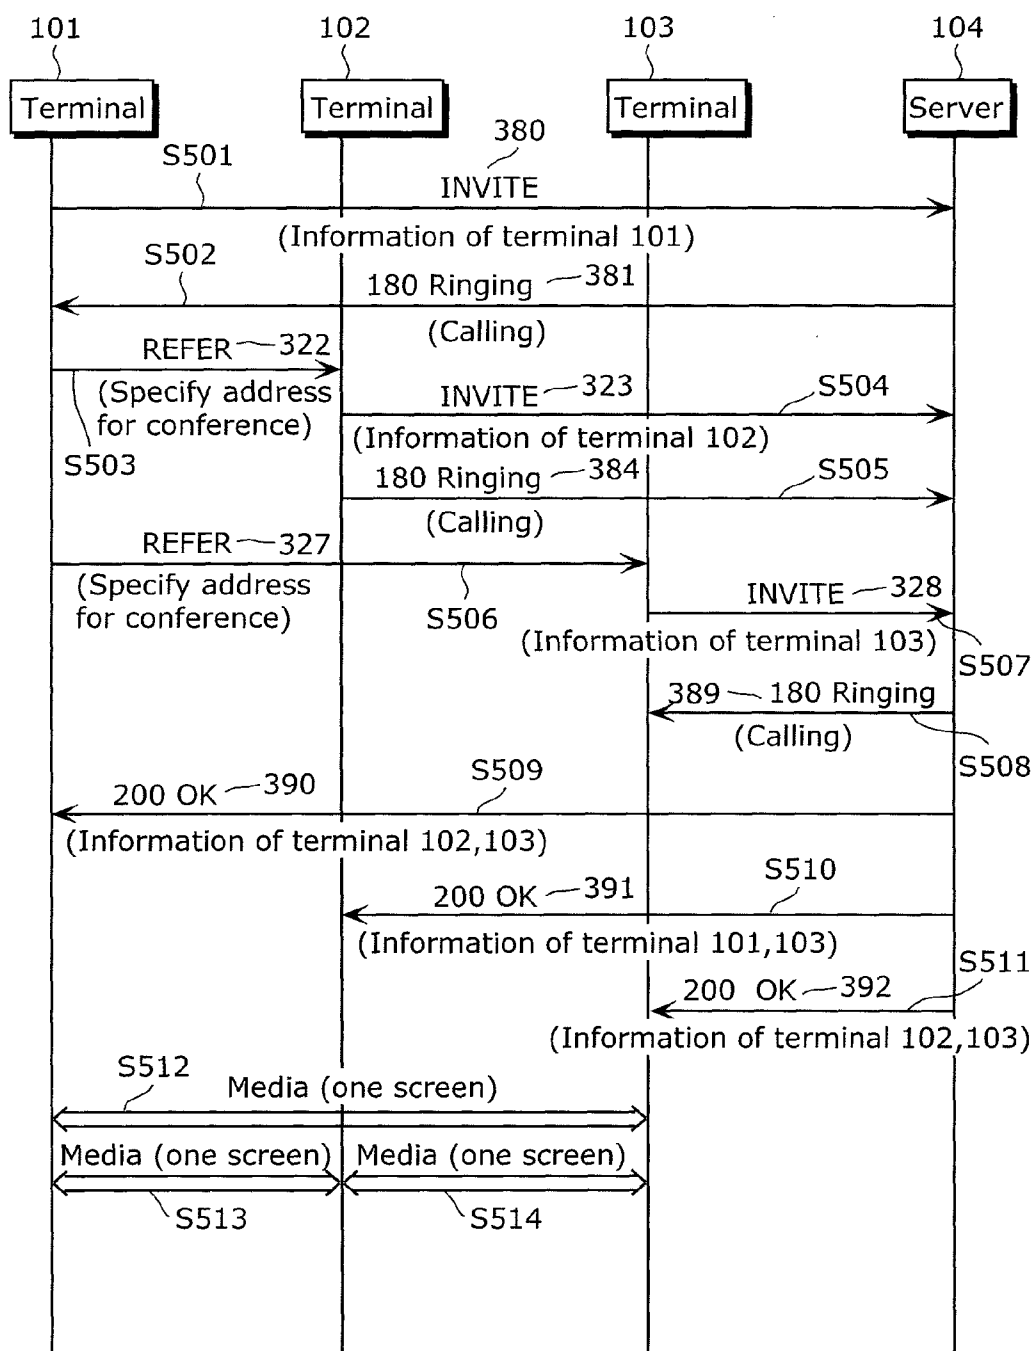 101 102 103 104
Terminal Terminal Terminal Server
380
S501
INVITE
(Information of terminal 101)
S502
180 Ringing 381
(Calling)
REFER 322
(Specify address
for conference)
S503
INVITE 323 S504
(Information of terminal 102)
180 Ringing 384 S505
(Calling)
REFER 327
(Specify address
for conference)
S506
INVITE 328
(Information of terminal 103)
S507
389 180 Ringing
(Calling)
S508
S509
200 OK 390
(Information of terminal 102,103)
S510
200 OK 391
(Information of terminal 101,103)
S511
200 OK 392
(Information of terminal 102,103)
S512
Media (one screen)
Media (one screen) Media (one screen)
S513 S514